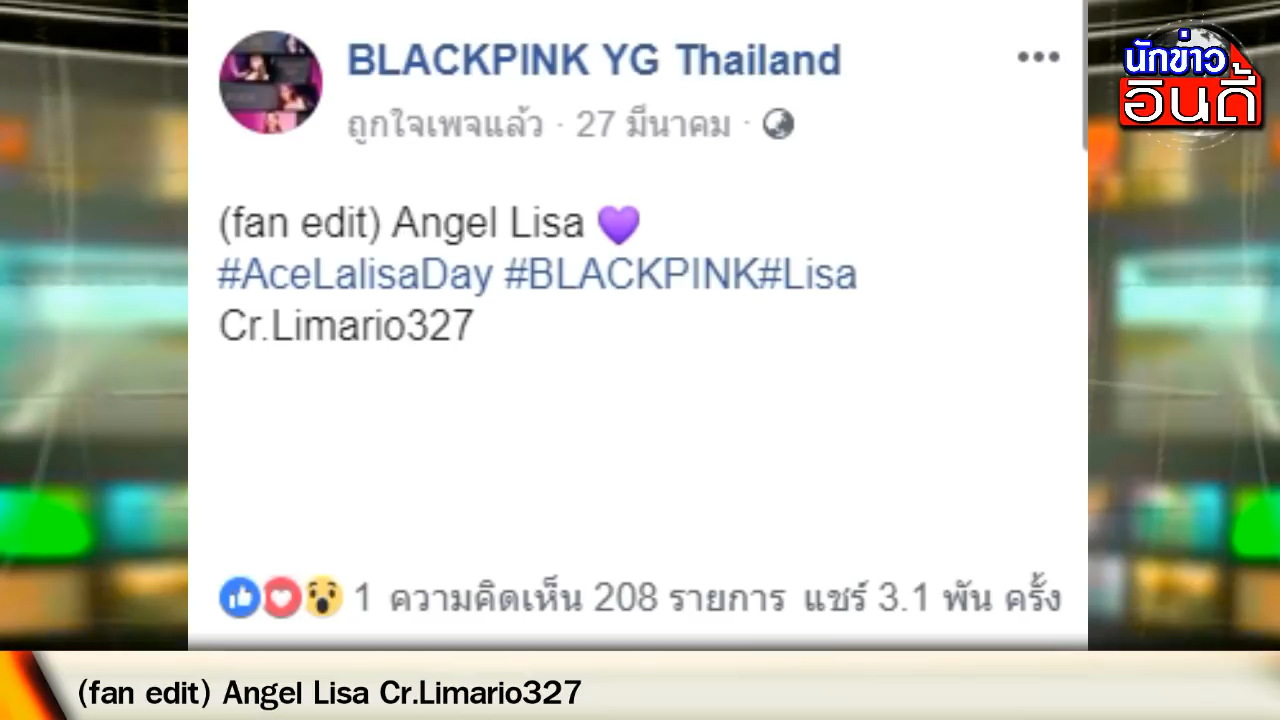 BLACKPINK YG Thailand
ถูกใจเพจแล้ว · 27 มีนาคม ·
นักข่าว
อินดี้
(fan edit) Angel Lisa 💜
#AceLalisaDay #BLACKPINK#Lisa
Cr.Limario327
1 ความคิดเห็น 208 รายการ แชร์ 3.1 พัน ครั้ง
(fan edit) Angel Lisa Cr.Limario327